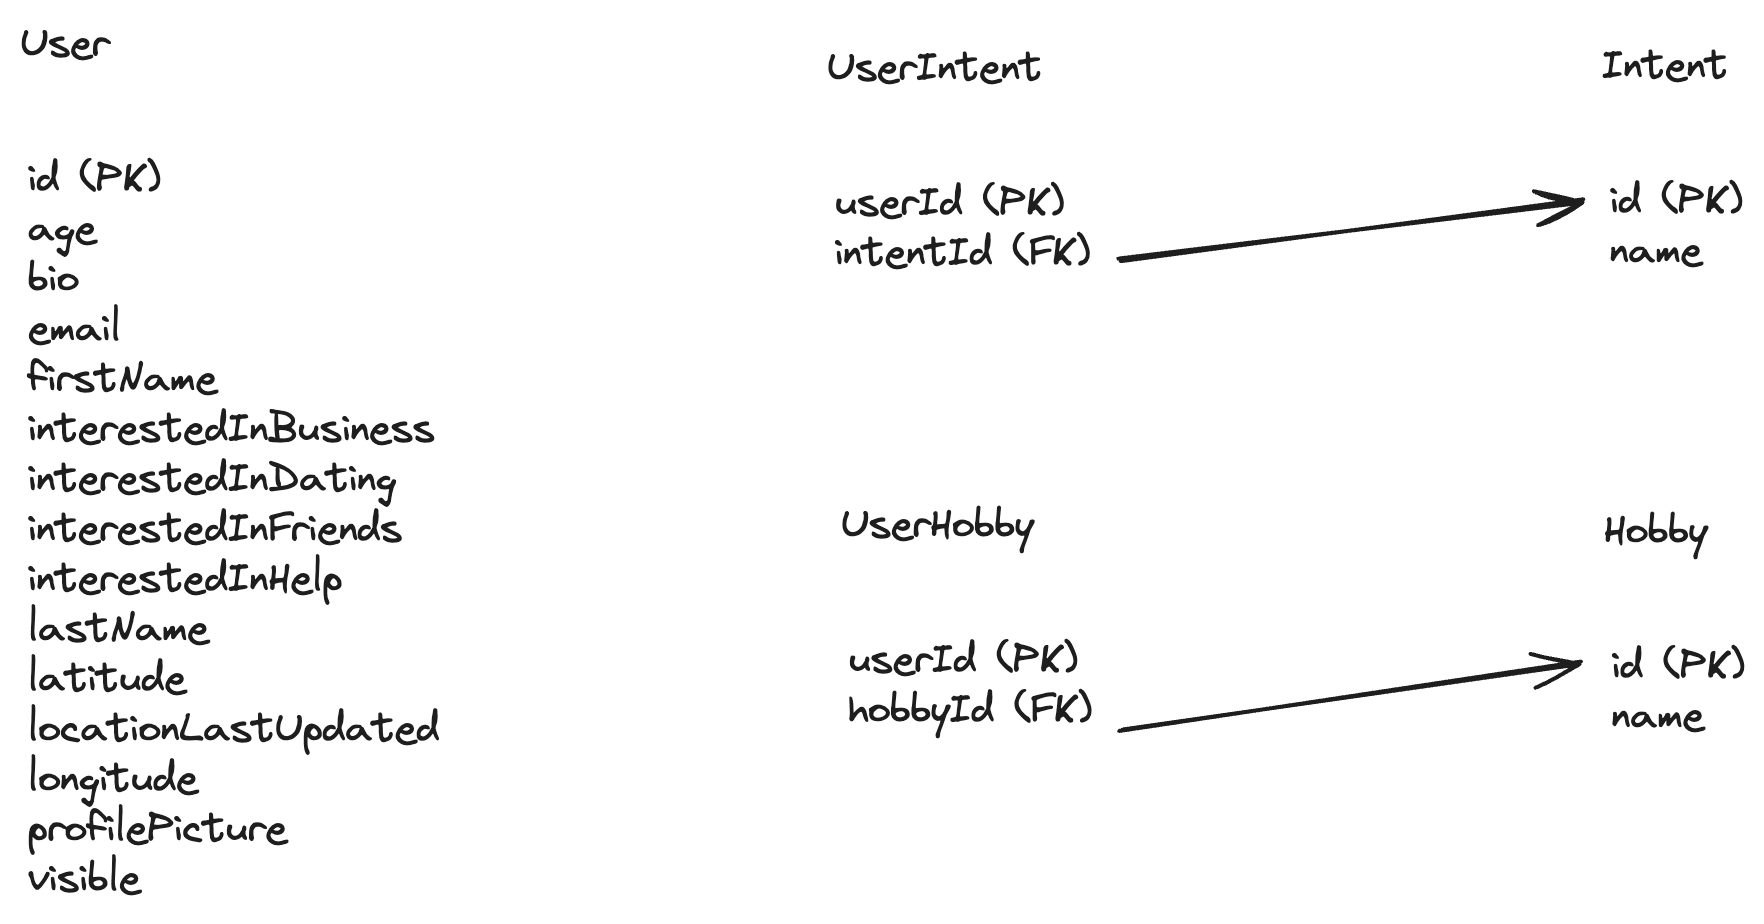 User
id (PK)
age
bio
email
firstName
interestedInBusiness
interestedInDating
interestedInFriends
interestedInHelp
lastName
latitude
locationLastUpdated
longitude
profilePicture
visible
UserIntent
userId (PK)
intentId (FK)
Intent
id (PK)
name
UserHobby
userId (PK)
hobbyId (FK)
Hobby
id (PK)
name